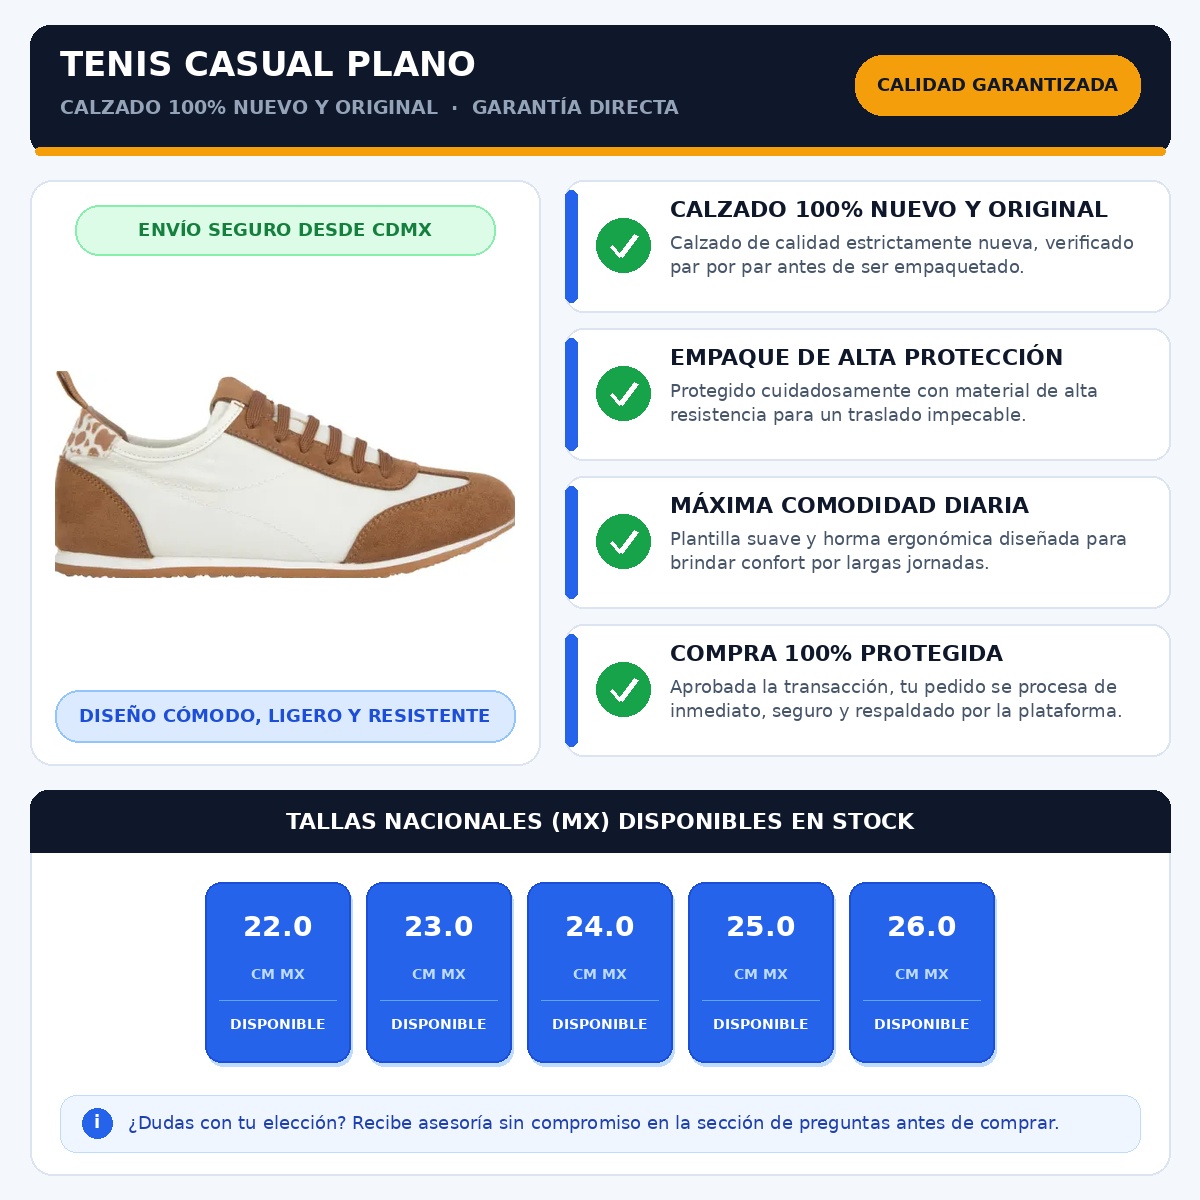 TENIS CASUAL PLANO
CALZADO 100% NUEVO Y ORIGINAL · GARANTÍA DIRECTA
CALIDAD GARANTIZADA
ENVÍO SEGURO DESDE CDMX
DISEÑO CÓMODO, LIGERO Y RESISTENTE
CALZADO 100% NUEVO Y ORIGINAL
Calzado de calidad estrictamente nueva, verificado
par por par antes de ser empaquetado.
EMPAQUE DE ALTA PROTECCIÓN
Protegido cuidadosamente con material de alta
resistencia para un traslado impecable.
MÁXIMA COMODIDAD DIARIA
Plantilla suave y horma ergonómica diseñada para
brindar confort por largas jornadas.
COMPRA 100% PROTEGIDA
Aprobada la transacción, tu pedido se procesa de
inmediato, seguro y respaldado por la plataforma.
TALLAS NACIONALES (MX) DISPONIBLES EN STOCK
22.0
CM MX
DISPONIBLE
23.0
CM MX
DISPONIBLE
24.0
CM MX
DISPONIBLE
25.0
CM MX
DISPONIBLE
26.0
CM MX
DISPONIBLE
i ¿Dudas con tu elección? Recibe asesoría sin compromiso en la sección de preguntas antes de comprar.